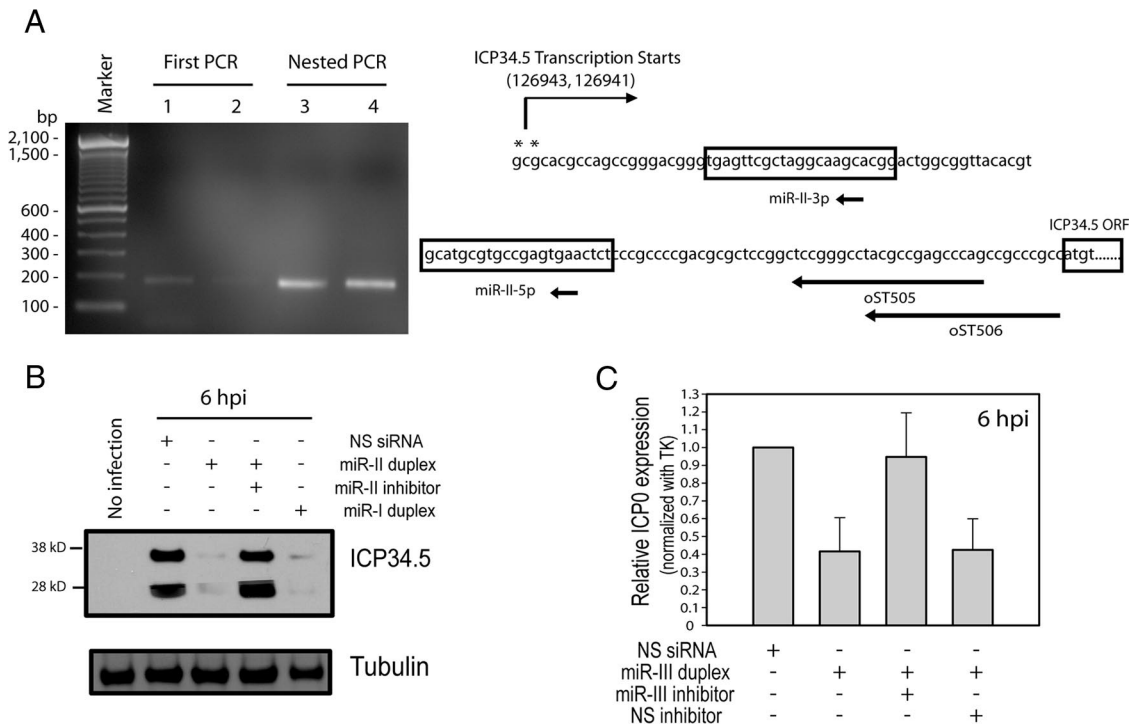 A
Marker
First PCR
Nested PCR
1 2 3 4
bp
2,100 -
1,500 -
600 -
400 -
300 -
200 -
100 -
ICP34.5 Transcription Starts
(126943, 126941)
* *
gcgcacgccagccgggacgggtgagttcgctaggcaagcacggactggcggttacacgt
miR-II-3p
ICP34.5 ORF
gcatgcgtgccgagtgaactctcccgccccgacgcgctccggctccgggcctacgccgagcccagccgcccgccatgt.......
miR-II-5p
oST505
oST506
B
6 hpi
No infection
+ - - - NS siRNA
- + + - miR-II duplex
- - + - miR-II inhibitor
- - - + miR-I duplex
38 kD
28 kD
ICP34.5
Tubulin
C
6 hpi
Relative ICP0 expression
(normalized with TK)
1.3
1.2
1.1
1.0
0.9
0.8
0.7
0.6
0.5
0.4
0.3
0.2
0.1
0
NS siRNA + - - -
miR-III duplex - + + +
miR-III inhibitor - - + -
NS inhibitor - - - +